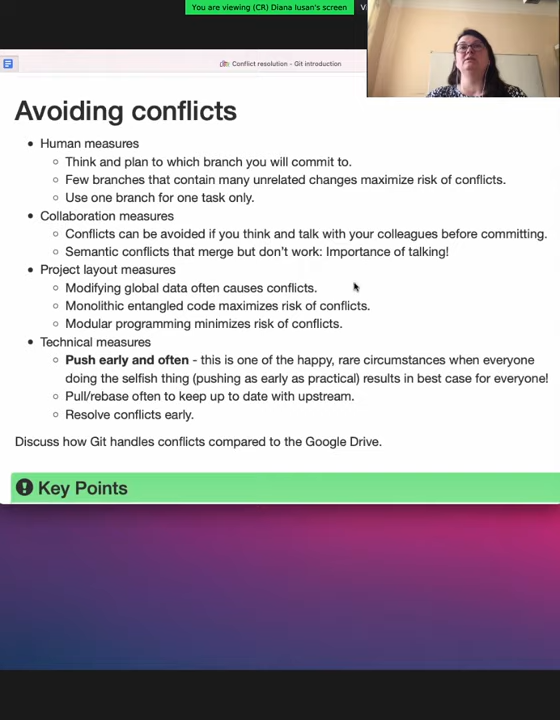 You are viewing (CR) Diana Iusan's screen
Conflict resolution - Git introduction
Avoiding conflicts
Human measures
Think and plan to which branch you will commit to.
Few branches that contain many unrelated changes maximize risk of conflicts.
Use one branch for one task only.
Collaboration measures
Conflicts can be avoided if you think and talk with your colleagues before committing.
Semantic conflicts that merge but don't work: Importance of talking!
Project layout measures
Modifying global data often causes conflicts.
Monolithic entangled code maximizes risk of conflicts.
Modular programming minimizes risk of conflicts.
Technical measures
Push early and often - this is one of the happy, rare circumstances when everyone
doing the selfish thing (pushing as early as practical) results in best case for everyone!
Pull/rebase often to keep up to date with upstream.
Resolve conflicts early.
Discuss how Git handles conflicts compared to the Google Drive.
Key Points